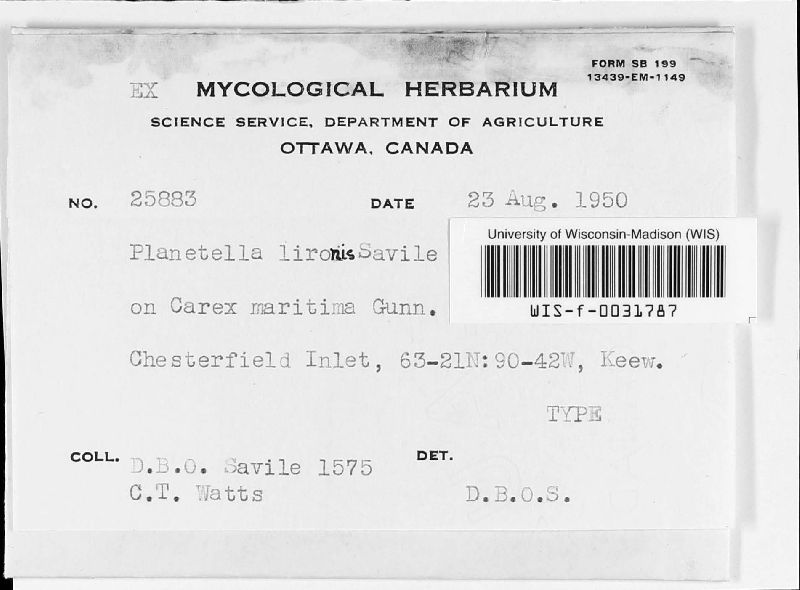 FORM SB 199
13439-EM-1149
EX MYCOLOGICAL HERBARIUM
SCIENCE SERVICE, DEPARTMENT OF AGRICULTURE
OTTAWA, CANADA
NO. 25883 DATE 23 Aug. 1950
Planetella lironis Savile
University of Wisconsin-Madison (WIS)
WIS-f-0031787
on Carex maritima Gunn.
Chesterfield Inlet, 63-21N:90-42W, Keew.
TYPE
COLL. D.B.O. Savile 1575 DET.
C.T. Watts D.B.O.S.